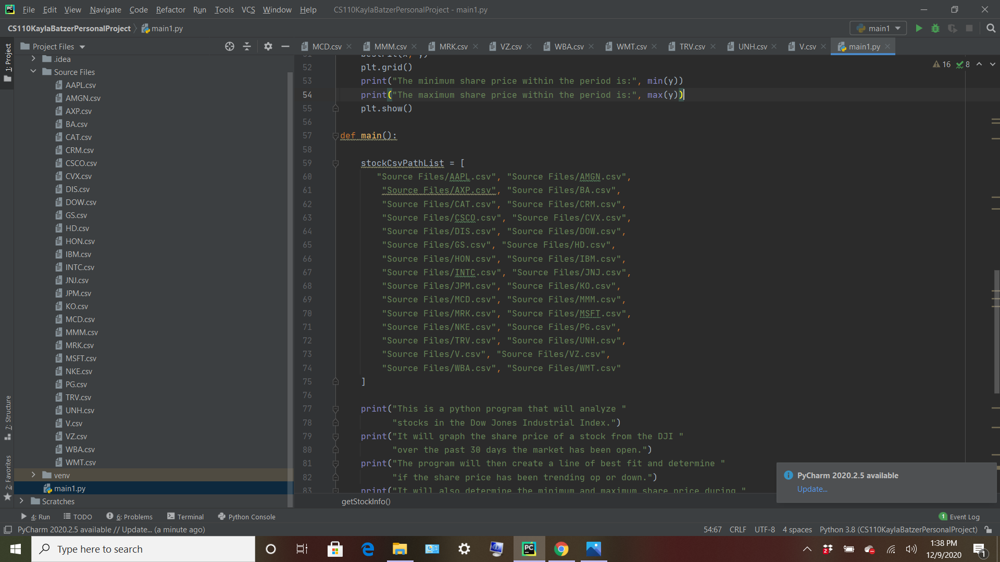 PC File Edit View Navigate Code Refactor Run Tools VCS Window Help CS110KaylaBatzerPersonalProject - main1.py
CS110KaylaBatzerPersonalProject main1.py main1
1: Project
Project Files
MCD.csv MMM.csv MRK.csv VZ.csv WBA.csv WMT.csv TRV.csv UNH.csv V.csv main1.py
16 8
.idea
Source Files
AAPL.csv
AMGN.csv
AXP.csv
BA.csv
CAT.csv
CRM.csv
CSCO.csv
CVX.csv
DIS.csv
DOW.csv
GS.csv
HD.csv
HON.csv
IBM.csv
INTC.csv
JNJ.csv
JPM.csv
KO.csv
MCD.csv
MMM.csv
MRK.csv
MSFT.csv
NKE.csv
PG.csv
TRV.csv
UNH.csv
V.csv
VZ.csv
WBA.csv
WMT.csv
venv
main1.py
Scratches
7: Structure
2: Favorites
51 bestFit(x, y)
52 plt.grid()
53 print("The minimum share price within the period is:", min(y))
54 print("The maximum share price within the period is:", max(y))
55 plt.show()
56
57 def main():
58
59 stockCsvPathList = [
60 "Source Files/AAPL.csv", "Source Files/AMGN.csv",
61 "Source Files/AXP.csv", "Source Files/BA.csv",
62 "Source Files/CAT.csv", "Source Files/CRM.csv",
63 "Source Files/CSCO.csv", "Source Files/CVX.csv",
64 "Source Files/DIS.csv", "Source Files/DOW.csv",
65 "Source Files/GS.csv", "Source Files/HD.csv",
66 "Source Files/HON.csv", "Source Files/IBM.csv",
67 "Source Files/INTC.csv", "Source Files/JNJ.csv",
68 "Source Files/JPM.csv", "Source Files/KO.csv",
69 "Source Files/MCD.csv", "Source Files/MMM.csv",
70 "Source Files/MRK.csv", "Source Files/MSFT.csv",
71 "Source Files/NKE.csv", "Source Files/PG.csv",
72 "Source Files/TRV.csv", "Source Files/UNH.csv",
73 "Source Files/V.csv", "Source Files/VZ.csv",
74 "Source Files/WBA.csv", "Source Files/WMT.csv"
75 ]
76
77 print("This is a python program that will analyze "
78 "stocks in the Dow Jones Industrial Index.")
79 print("It will graph the share price of a stock from the DJI "
80 "over the past 30 days the market has been open.")
81 print("The program will then create a line of best fit and determine "
82 "if the share price has been trending op or down.")
83 print("It will also determine the minimum and maximum share price during "
getStockInfo()
PyCharm 2020.2.5 available
Update...
4: Run TODO 6: Problems Terminal Python Console 1 Event Log
PyCharm 2020.2.5 available // Update... (a minute ago) 54:67 CRLF UTF-8 4 spaces Python 3.8 (CS110KaylaBatzerPersonalProject)
Type here to search PC 2 1:38 PM
12/9/2020 1